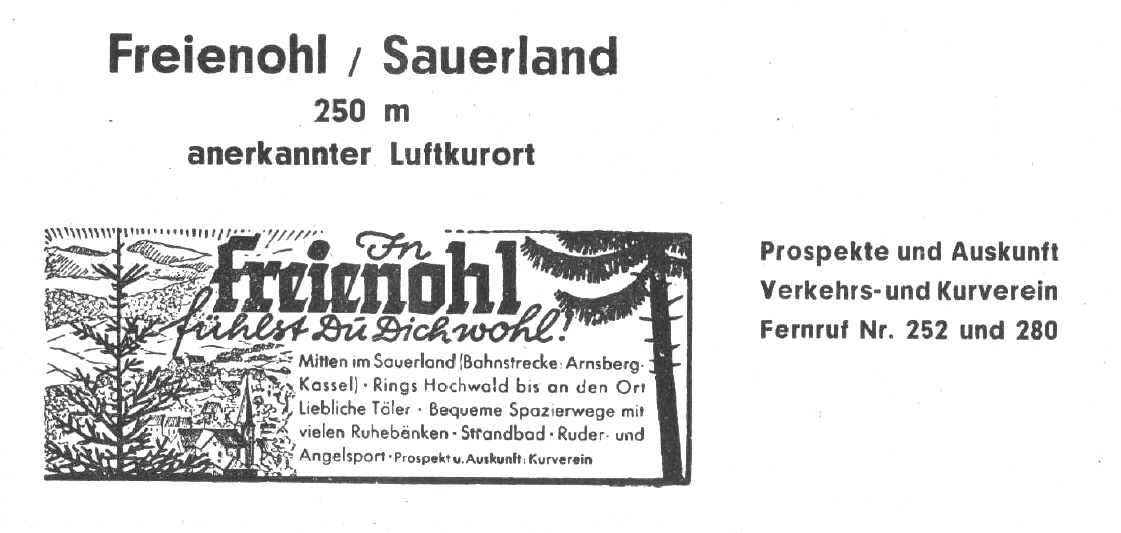 Freienohl / Sauerland
250 m
anerkannter Luftkurort
In
Freienohl
fühlst Du Dich wohl!
Mitten im Sauerland (Bahnstrecke: Arnsberg-
Kassel) · Rings Hochwald bis an den Ort
Liebliche Täler · Bequeme Spazierwege mit
vielen Ruhebänken · Strandbad · Ruder- und
Angelsport · Prospekt u. Auskunft: Kurverein
Prospekte und Auskunft
Verkehrs- und Kurverein
Fernruf Nr. 252 und 280